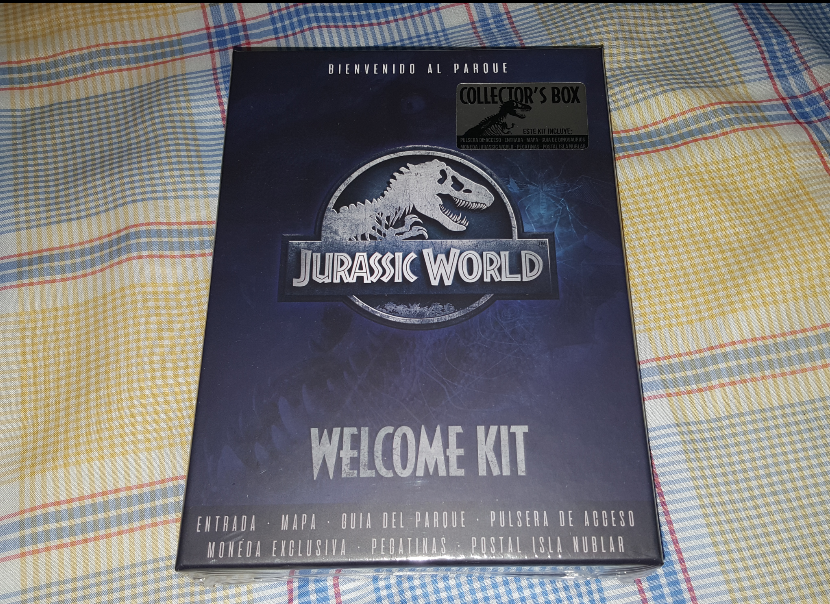 BIENVENIDO AL PARQUE
COLLECTOR'S BOX
ESTE KIT INCLUYE:
JURASSIC WORLD™
WELCOME KIT
ENTRADA · MAPA · GUIA DEL PARQUE · PULSERA DE ACCESO
MONEDA EXCLUSIVA · PEGATINAS · POSTAL ISLA NUBLAR